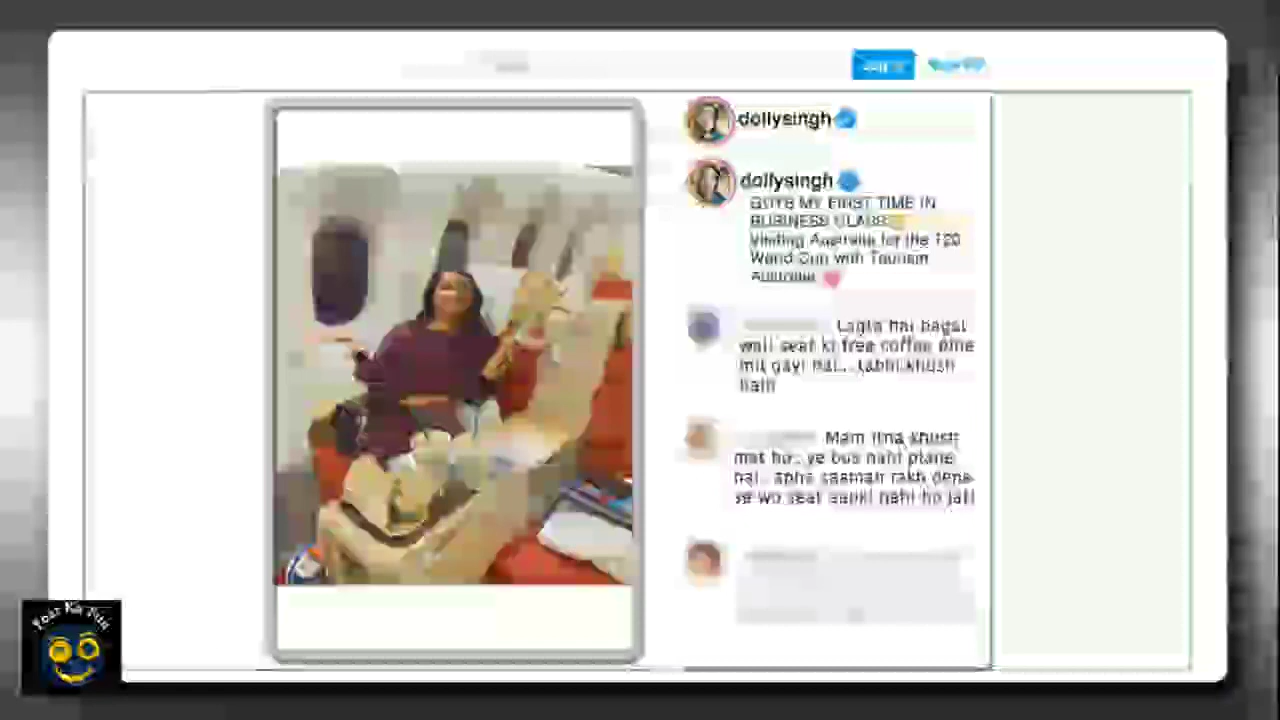 dollysingh
dollysingh
GUYS MY FIRST TIME IN
BUSINESS CLASS
Visiting Australia for the T20
World Cup with Tourism
Australia
Lagta hai bagal
wali seat ki free coffee pine
mil gayi hai... tabhi khush
hain
Mam itna khush
mat ho.. ye bus nahi plane
hai.. apna saaman rakh dene
se wo seat aapki nahi ho jati